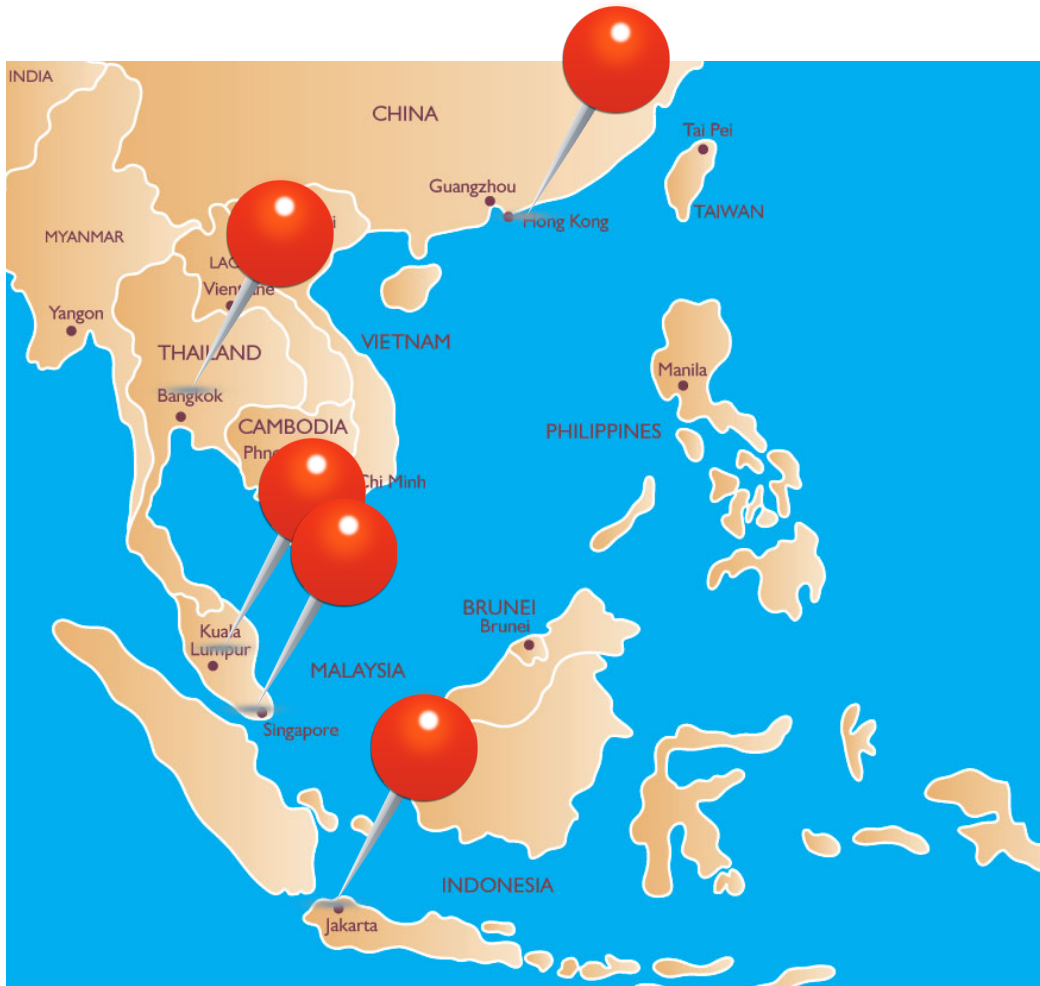 INDIA
CHINA
Tai Pei
Guangzhou
TAIWAN
Hong Kong
MYANMAR
Yangon
VIETNAM
THAILAND
Manila
Bangkok
CAMBODIA
PHILIPPINES
Chi Minh
BRUNEI
Brunei
Kuala
Lumpur
MALAYSIA
Singapore
INDONESIA
Jakarta